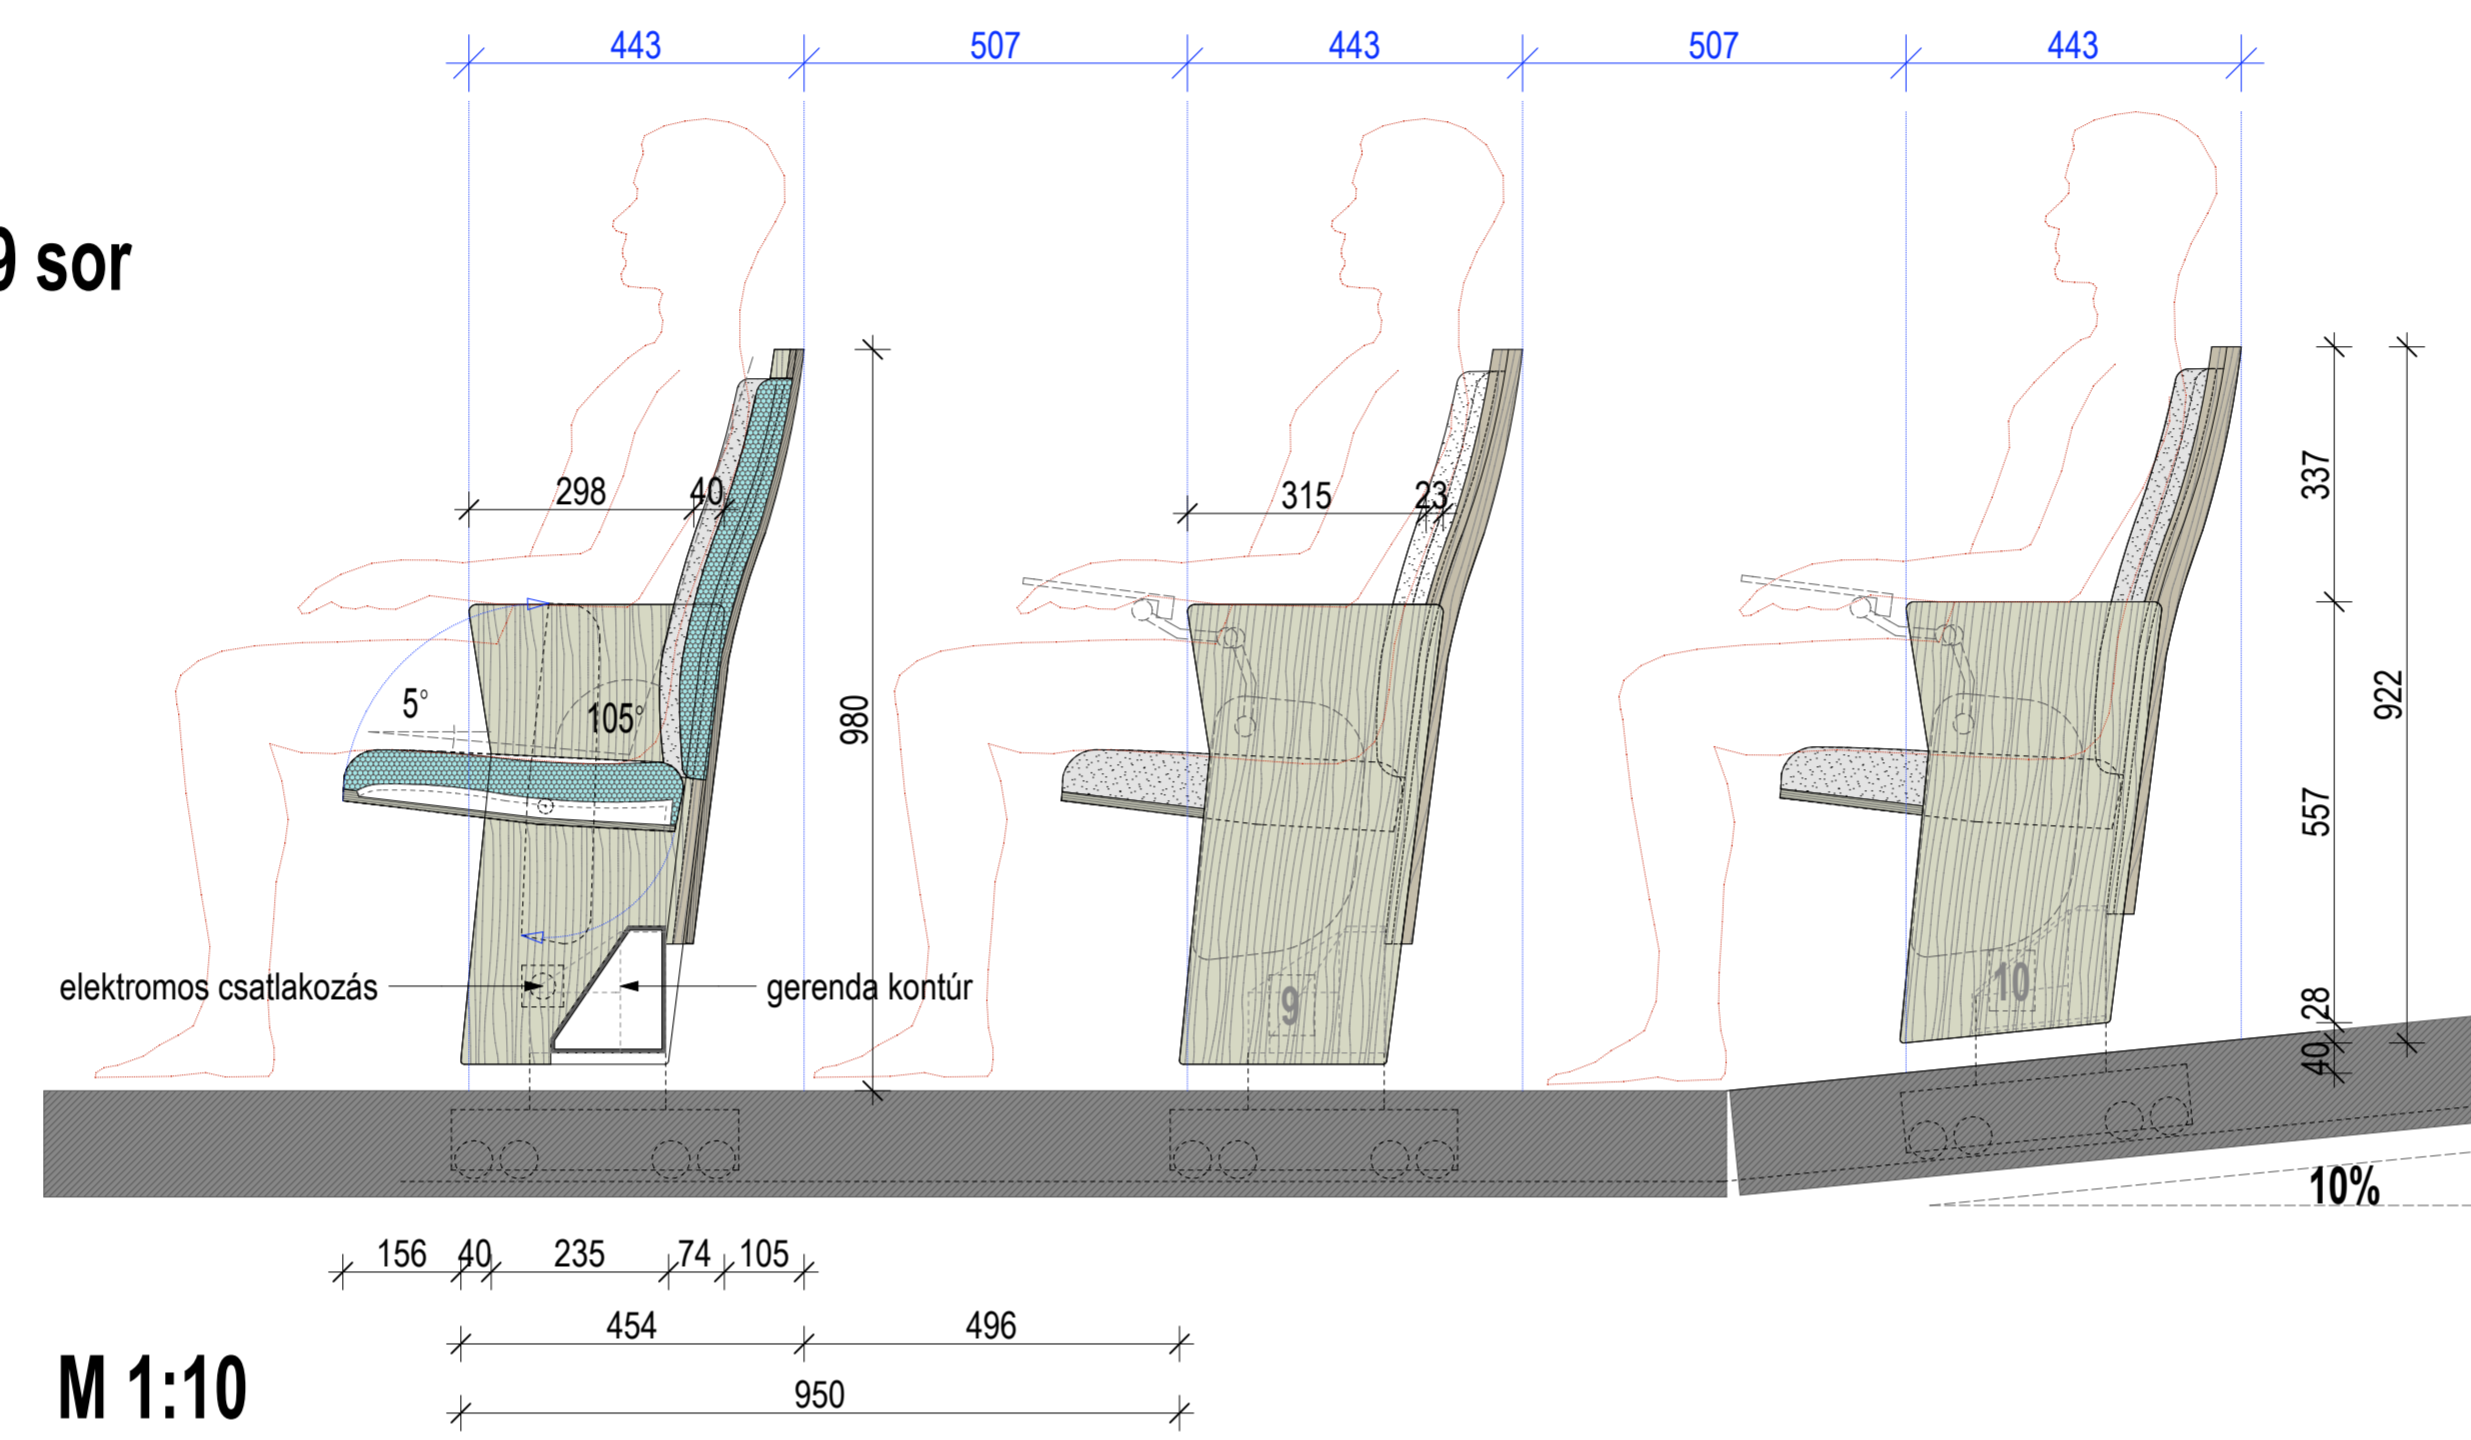 443 507 443 507 443
9 sor
298 40 315 23
337
5° 105°
980
922
557
elektromos csatlakozás gerenda kontúr
9 10
28
40
10%
156 40 235 74 105
454 496
M 1:10
950